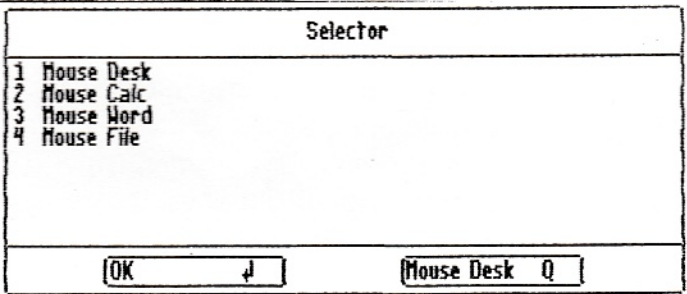 Selector
1 Mouse Desk
2 Mouse Calc
3 Mouse Word
4 Mouse File
OK ↲ Mouse Desk Q